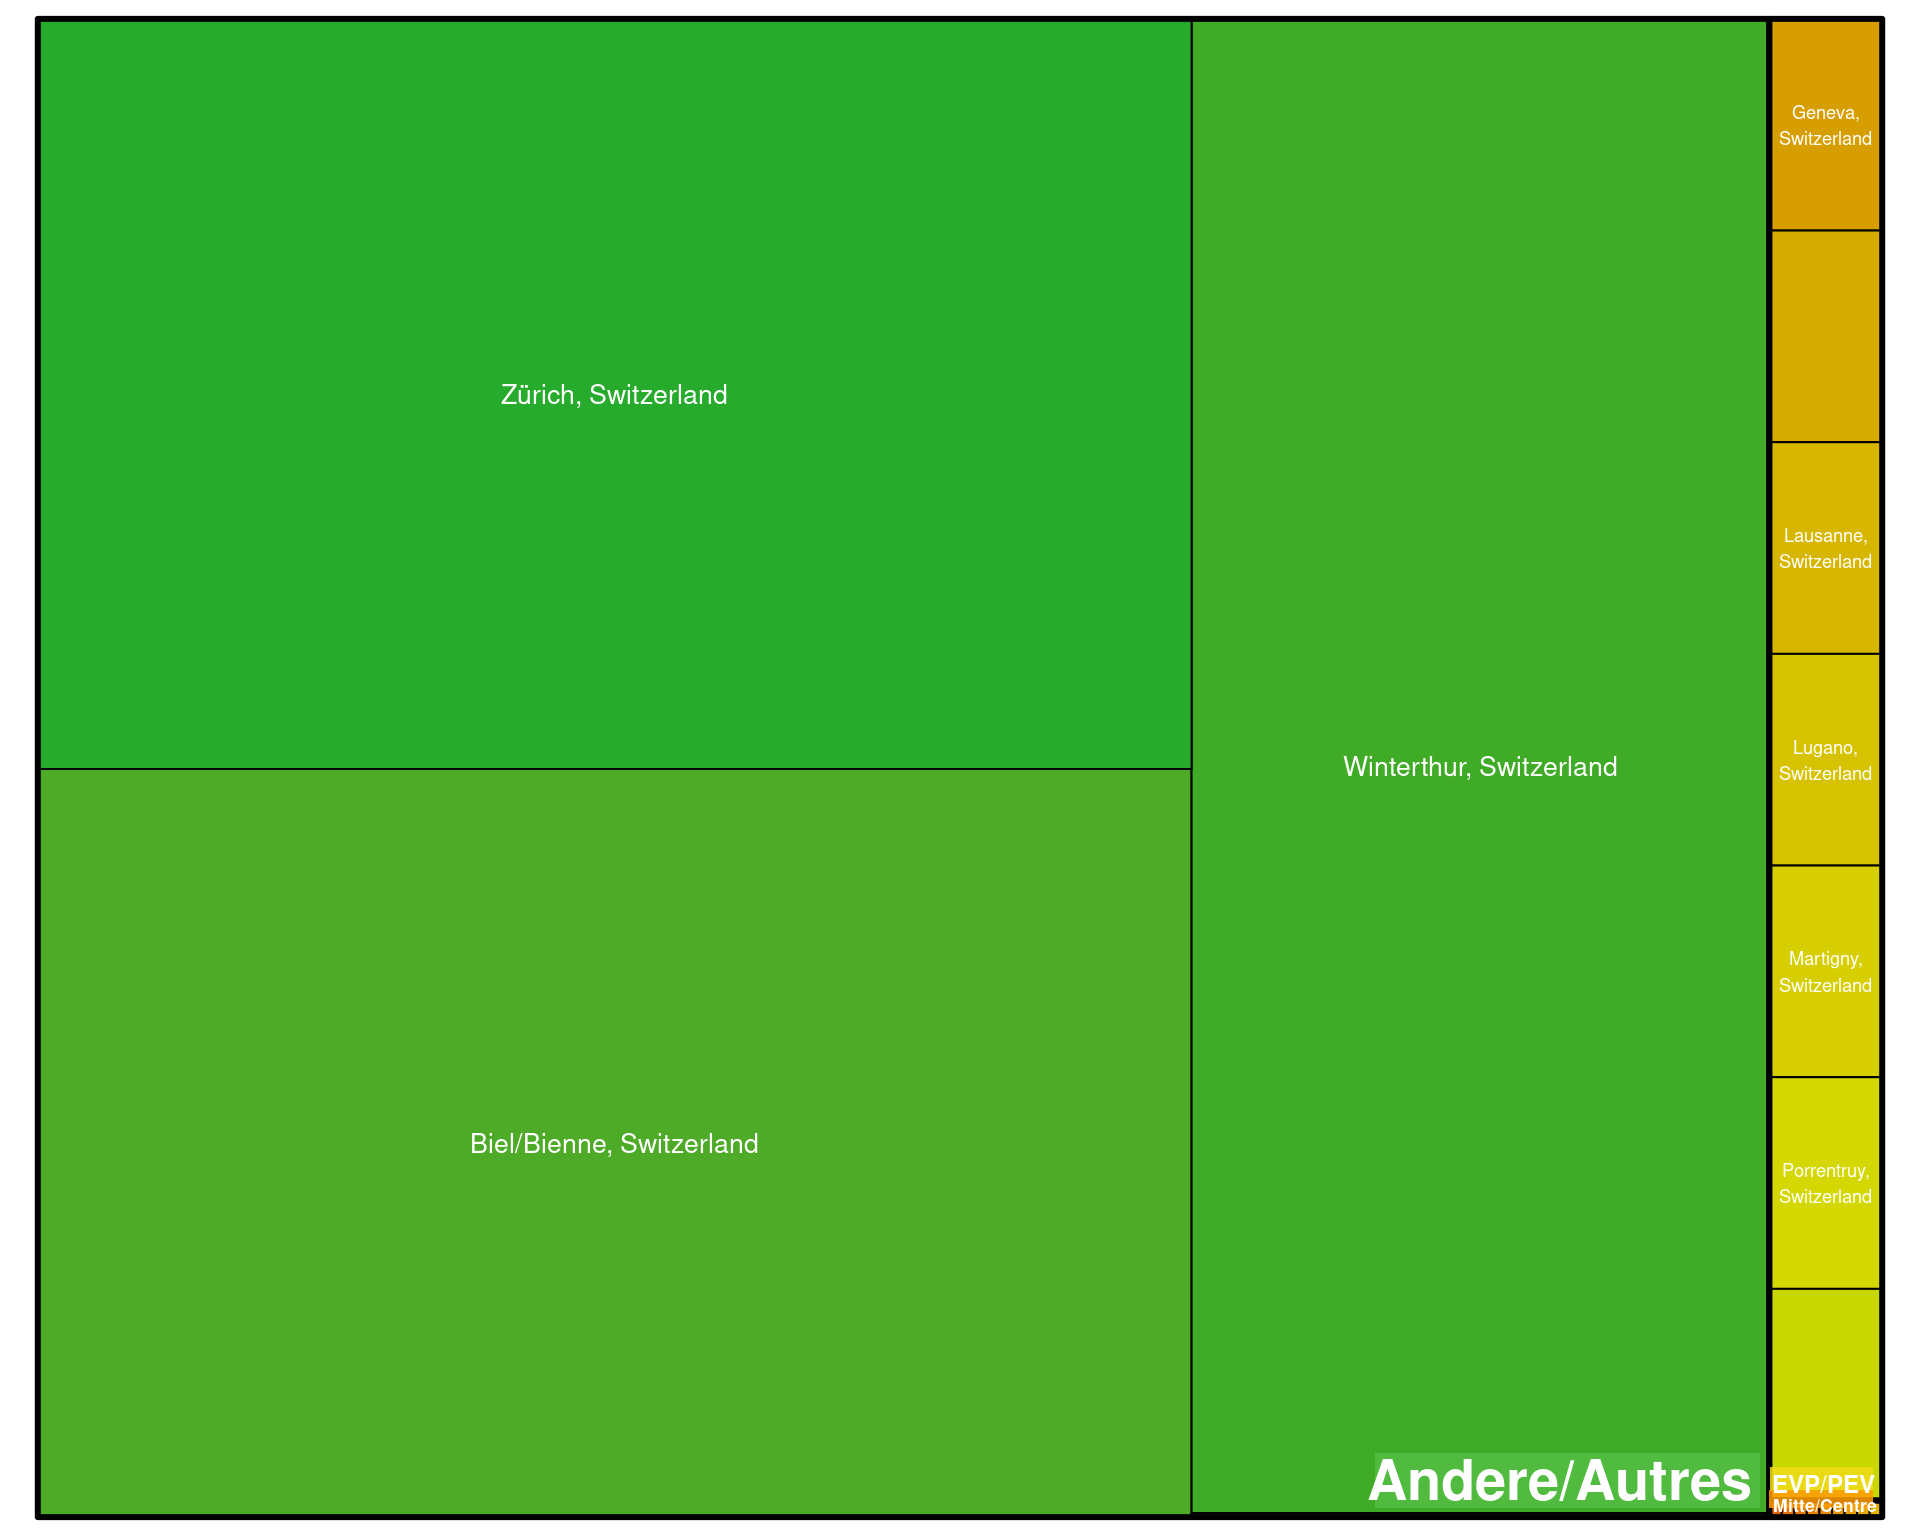 Zürich, Switzerland
Biel/Bienne, Switzerland
Winterthur, Switzerland
Andere/Autres
Geneva,
Switzerland
Lausanne,
Switzerland
Lugano,
Switzerland
Martigny,
Switzerland
Porrentruy,
Switzerland
EVP/PEV
Mitte/Centre